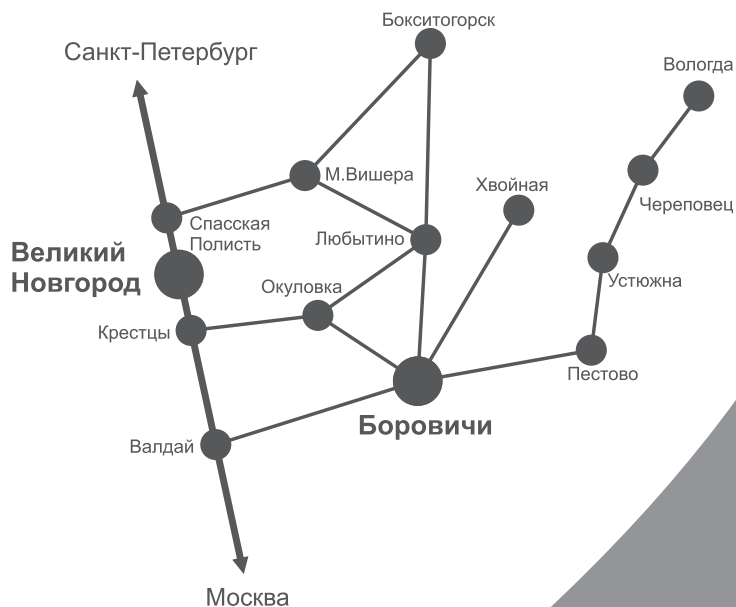 Бокситогорск
Санкт-Петербург
Вологда
М.Вишера
Хвойная
Череповец
Спасская
Полисть
Любытино
Великий
Новгород
Устюжна
Окуловка
Крестцы
Пестово
Боровичи
Валдай
Москва